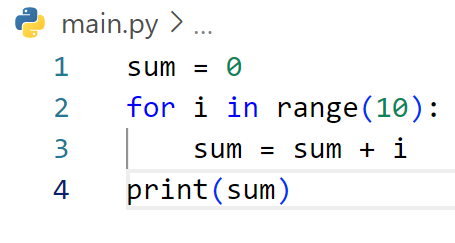 main.py > ...
1 sum = 0
2 for i in range(10):
3     sum = sum + i
4 print(sum)